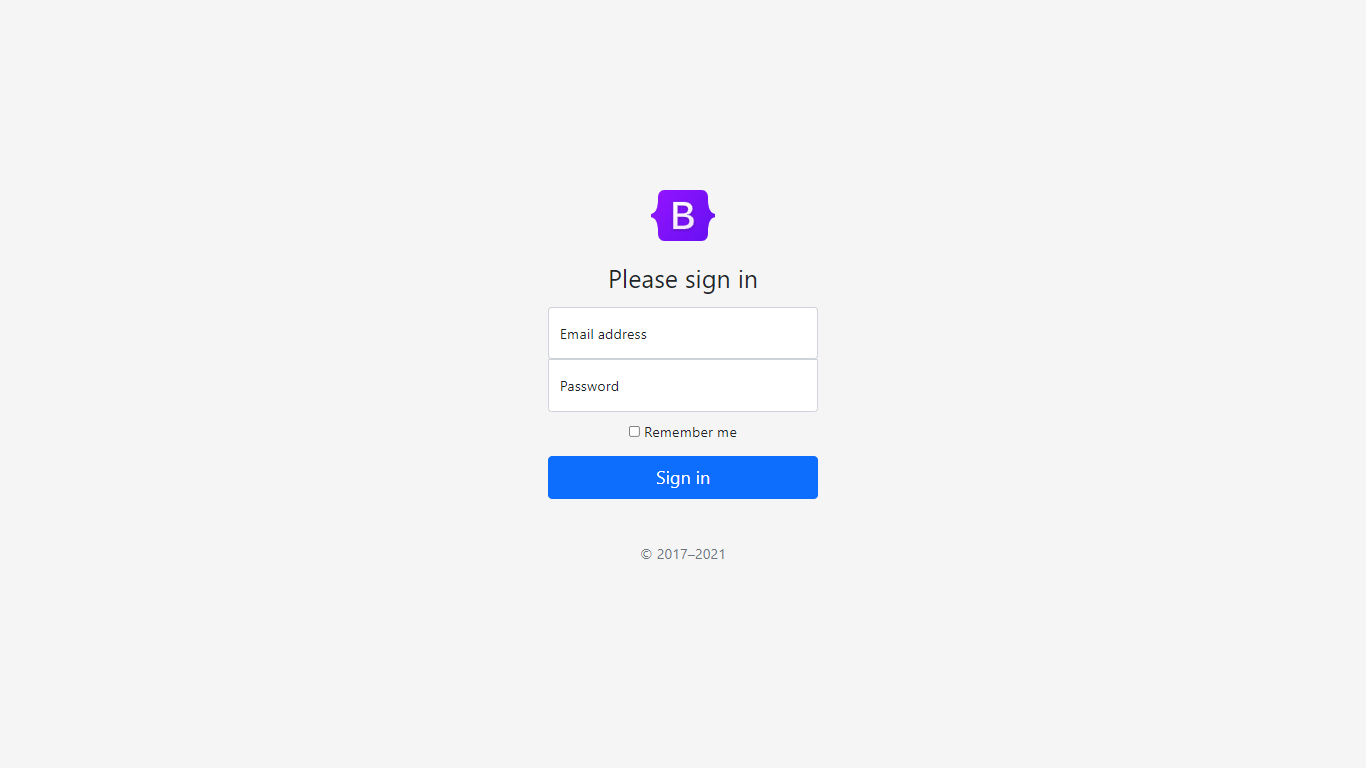 B
Please sign in
Email address
Password
Remember me
Sign in
© 2017–2021